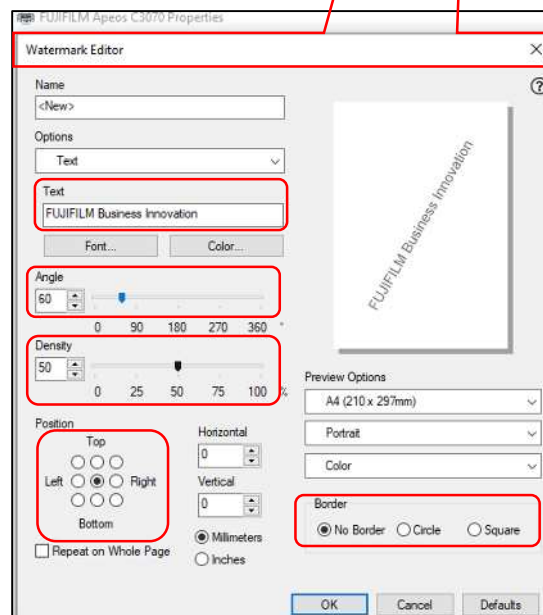 FUJIFILM Apeos C3070 Properties
Watermark Editor
Name
<New>
Options
Text
Text
FUJIFILM Business Innovation
Font... Color...
Angle
60
0 90 180 270 360 °
Density
50
0 25 50 75 100 %
Position
Top
Left Right
Bottom
Repeat on Whole Page
Horizontal
0
Vertical
0
Millimeters
Inches
FUJIFILM Business Innovation
Preview Options
A4 (210 x 297mm)
Portrait
Color
Border
No Border Circle Square
OK Cancel Defaults